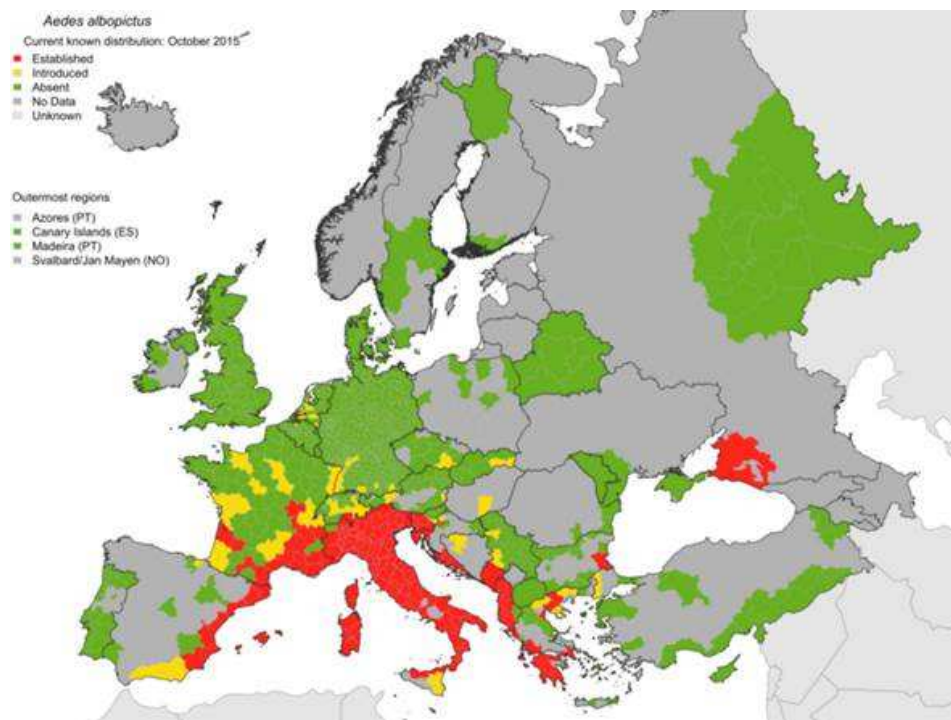 Aedes albopictus
Current known distribution: October 2015
Established
Introduced
Absent
No Data
Unknown
Outermost regions
Azores (PT)
Canary Islands (ES)
Madeira (PT)
Svalbard/Jan Mayen (NO)